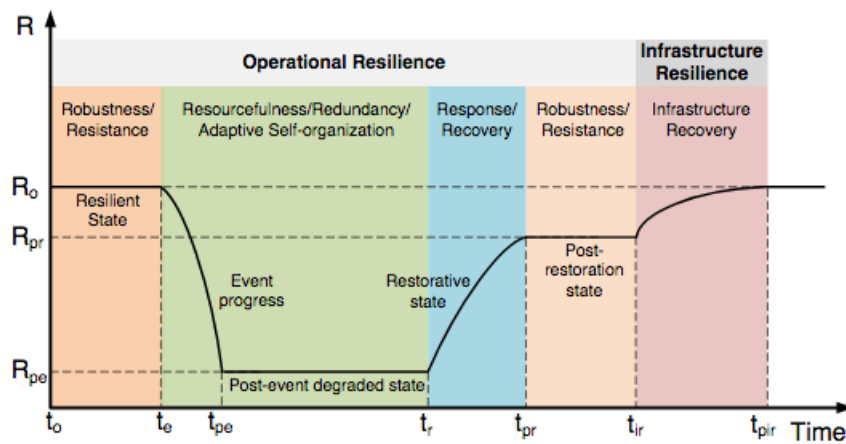 R
Operational Resilience
Infrastructure
Resilience
Robustness/
Resistance
Resourcefulness/Redundancy/
Adaptive Self-organization
Response/
Recovery
Robustness/
Resistance
Infrastructure
Recovery
Ro
Resilient
State
Rpr
Event
progress
Restorative
state
Post-
restoration
state
Rpe
Post-event degraded state
to
te
tpe
tr
tpr
tir
tpir
Time